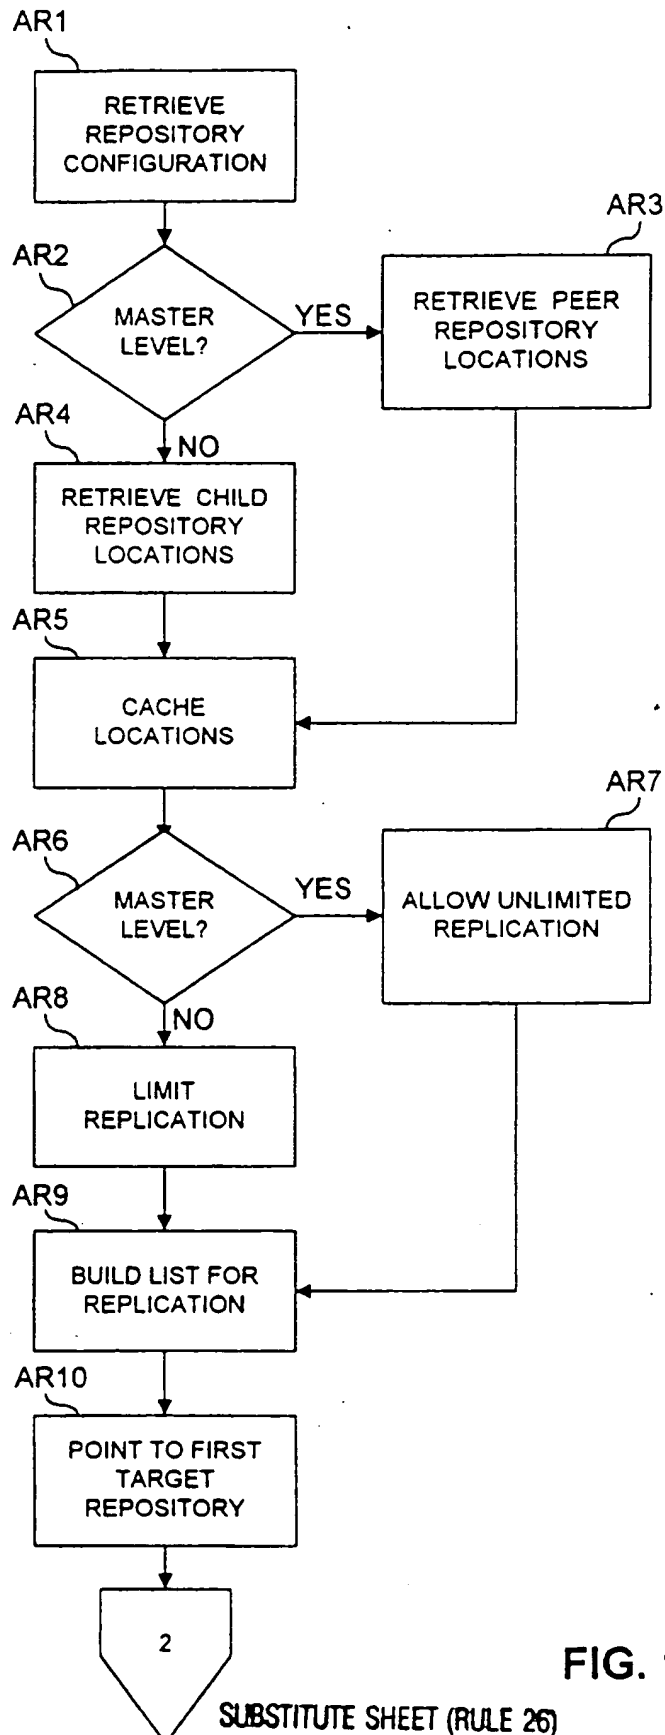 AR1
RETRIEVE
REPOSITORY
CONFIGURATION
AR2
MASTER
LEVEL?
YES
AR3
RETRIEVE PEER
REPOSITORY
LOCATIONS
NO
AR4
RETRIEVE CHILD
REPOSITORY
LOCATIONS
AR5
CACHE
LOCATIONS
AR6
MASTER
LEVEL?
YES
AR7
ALLOW UNLIMITED
REPLICATION
NO
AR8
LIMIT
REPLICATION
AR9
BUILD LIST FOR
REPLICATION
AR10
POINT TO FIRST
TARGET
REPOSITORY
2
FIG.
SUBSTITUTE SHEET (RULE 26)